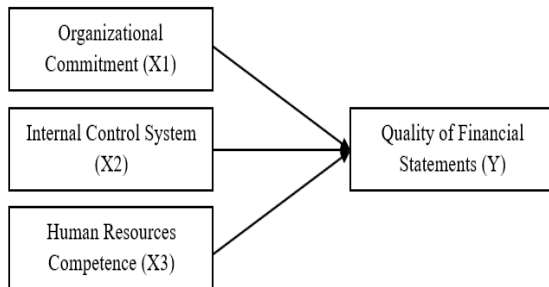 Organizational
Commitment (X1)
Internal Control System
(X2)
Quality of Financial
Statements (Y)
Human Resources
Competence (X3)